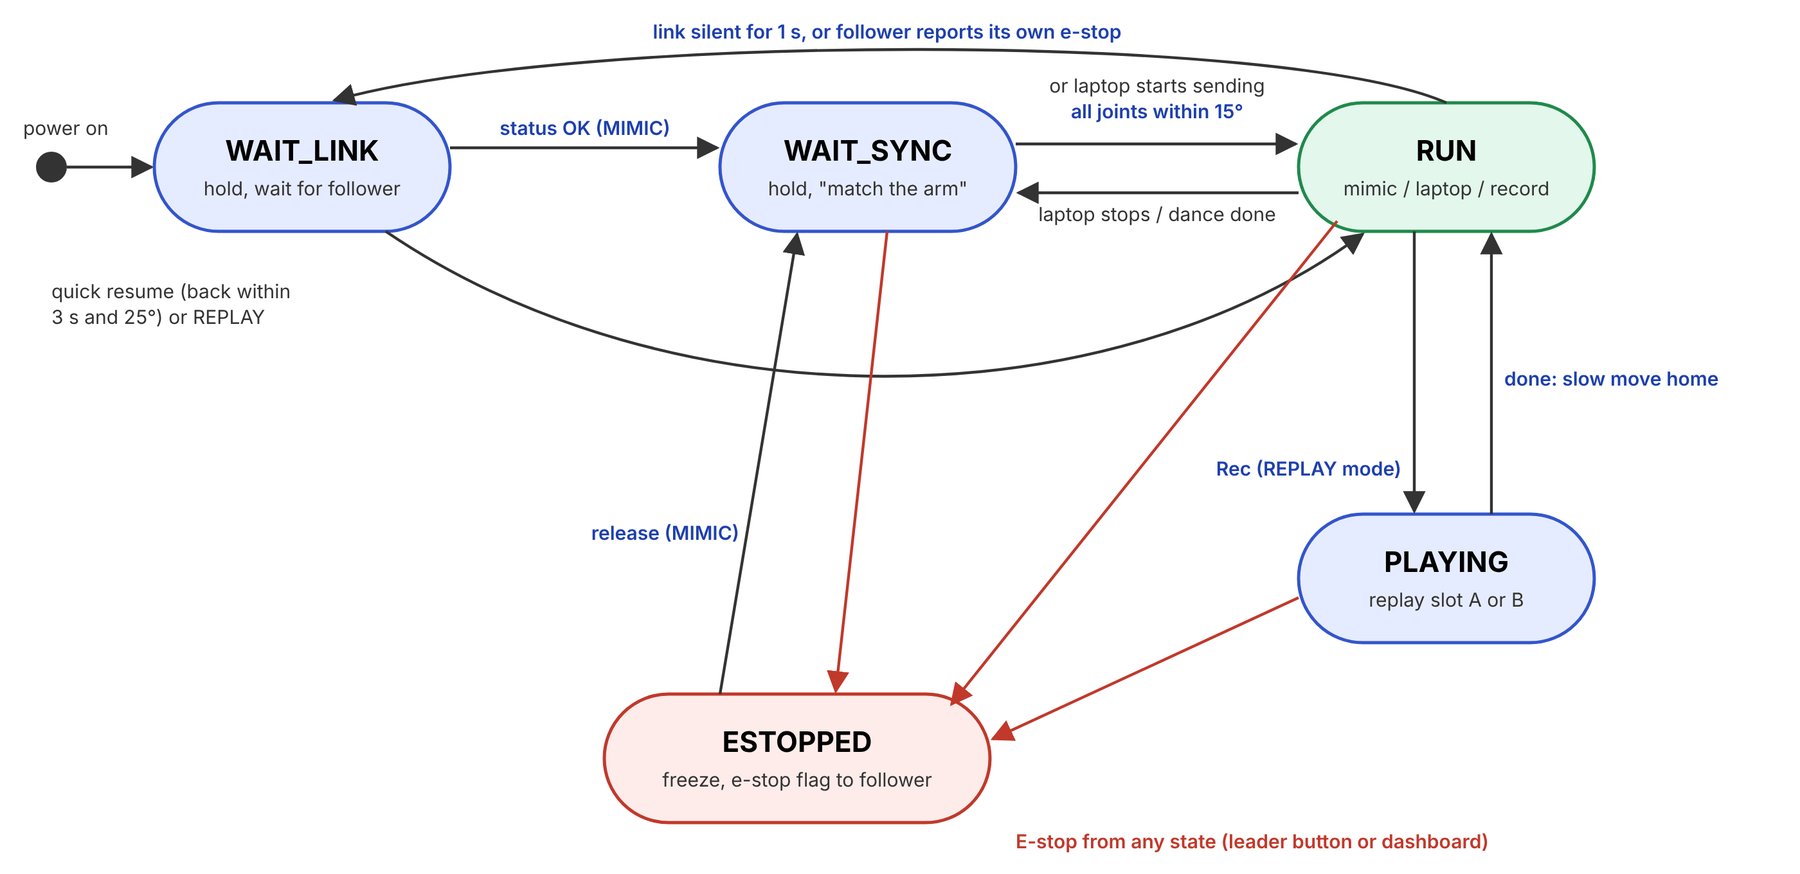 link silent for 1 s, or follower reports its own e-stop
or laptop starts sending
all joints within 15°
power on
status OK (MIMIC)
WAIT_LINK
hold, wait for follower
WAIT_SYNC
hold, "match the arm"
RUN
mimic / laptop / record
laptop stops / dance done
quick resume (back within
3 s and 25°) or REPLAY
done: slow move home
Rec (REPLAY mode)
release (MIMIC)
PLAYING
replay slot A or B
ESTOPPED
freeze, e-stop flag to follower
E-stop from any state (leader button or dashboard)